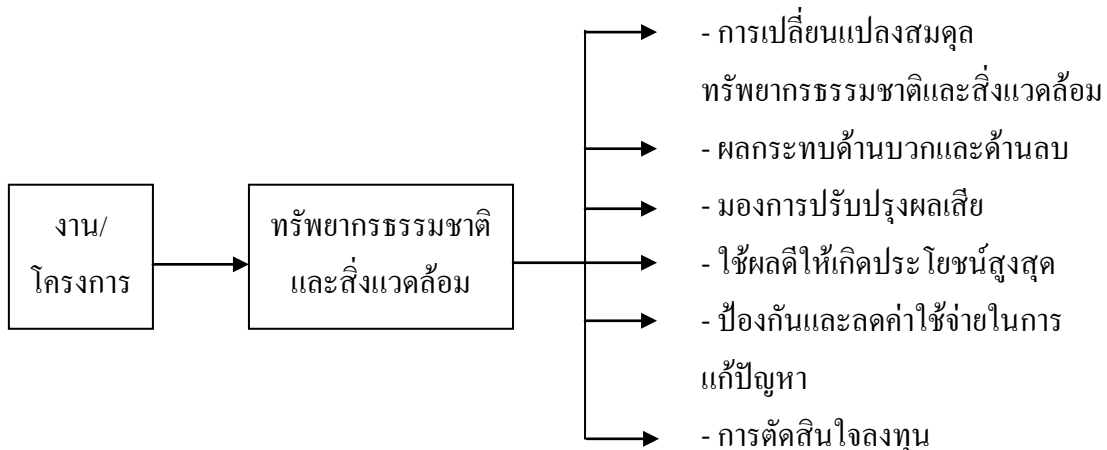 งาน/
โครงการ
ทรัพยากรธรรมชาติ
และสิ่งแวดล้อม
- การเปลี่ยนแปลงสมดุล
ทรัพยากรธรรมชาติและสิ่งแวดล้อม
- ผลกระทบด้านบวกและด้านลบ
- มองการปรับปรุงผลเสีย
- ใช้ผลดีให้เกิดประโยชน์สูงสุด
- ป้องกันและลดค่าใช้จ่ายในการ
แก้ปัญหา
- การตัดสินใจลงทุน